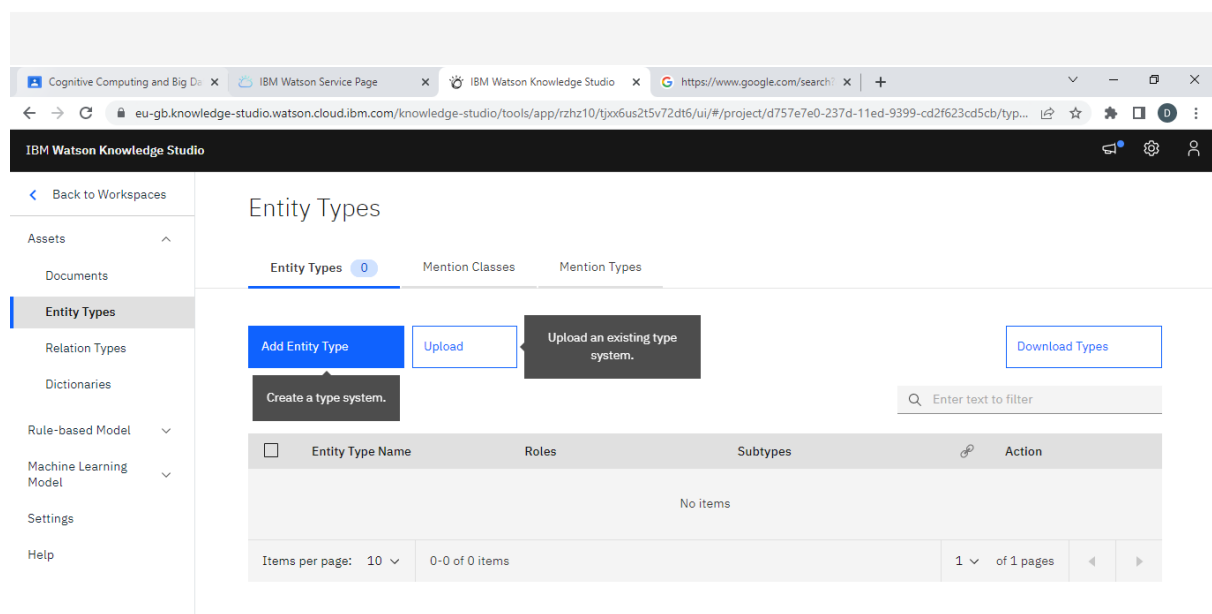 Cognitive Computing and Big Da
IBM Watson Service Page
IBM Watson Knowledge Studio
https://www.google.com/search?
eu-gb.knowledge-studio.watson.cloud.ibm.com/knowledge-studio/tools/app/rzhz10/tjxx6us2t5v72dt6/ui/#/project/d757e7e0-237d-11ed-9399-cd2f623cd5cb/typ...
D
IBM Watson Knowledge Studio
Back to Workspaces
Assets
Documents
Entity Types
Relation Types
Dictionaries
Rule-based Model
Machine Learning
Model
Settings
Help
Entity Types
Entity Types 0
Mention Classes
Mention Types
Add Entity Type
Upload
Upload an existing type
system.
Download Types
Create a type system.
Enter text to filter
Entity Type Name Roles Subtypes Action
No items
Items per page: 10 0-0 of 0 items 1 of 1 pages